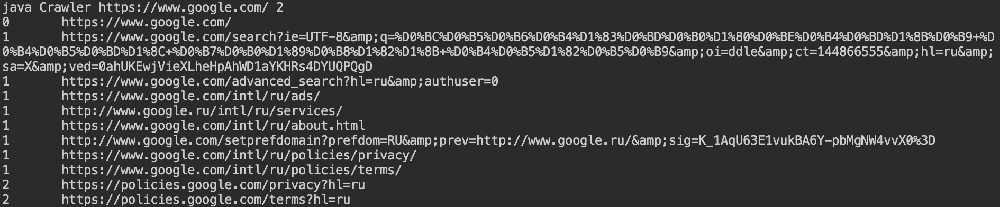 java Crawler https://www.google.com/ 2
0	https://www.google.com/
1	https://www.google.com/search?ie=UTF-8&amp;q=%D0%BC%D0%B5%D0%B6%D0%B4%D1%83%D0%BD%D0%B0%D1%80%D0%BE%D0%B4%D0%BD%D1%8B%D0%B9+%D
0%B4%D0%B5%D0%BD%D1%8C+%D0%B7%D0%B0%D1%89%D0%B8%D1%82%D1%8B+%D0%B4%D0%B5%D1%82%D0%B5%D0%B9&amp;oi=ddle&amp;ct=144866555&amp;hl=ru&amp;
sa=X&amp;ved=0ahUKEwjVieXLheHpAhWD1aYKHRs4DYUQPQgD
1	https://www.google.com/advanced_search?hl=ru&amp;authuser=0
1	https://www.google.com/intl/ru/ads/
1	http://www.google.ru/intl/ru/services/
1	https://www.google.com/intl/ru/about.html
1	http://www.google.com/setprefdomain?prefdom=RU&amp;prev=http://www.google.ru/&amp;sig=K_1AqU63E1vukBA6Y-pbMgNW4vvX0%3D
1	https://www.google.com/intl/ru/policies/privacy/
1	https://www.google.com/intl/ru/policies/terms/
2	https://policies.google.com/privacy?hl=ru
2	https://policies.google.com/terms?hl=ru